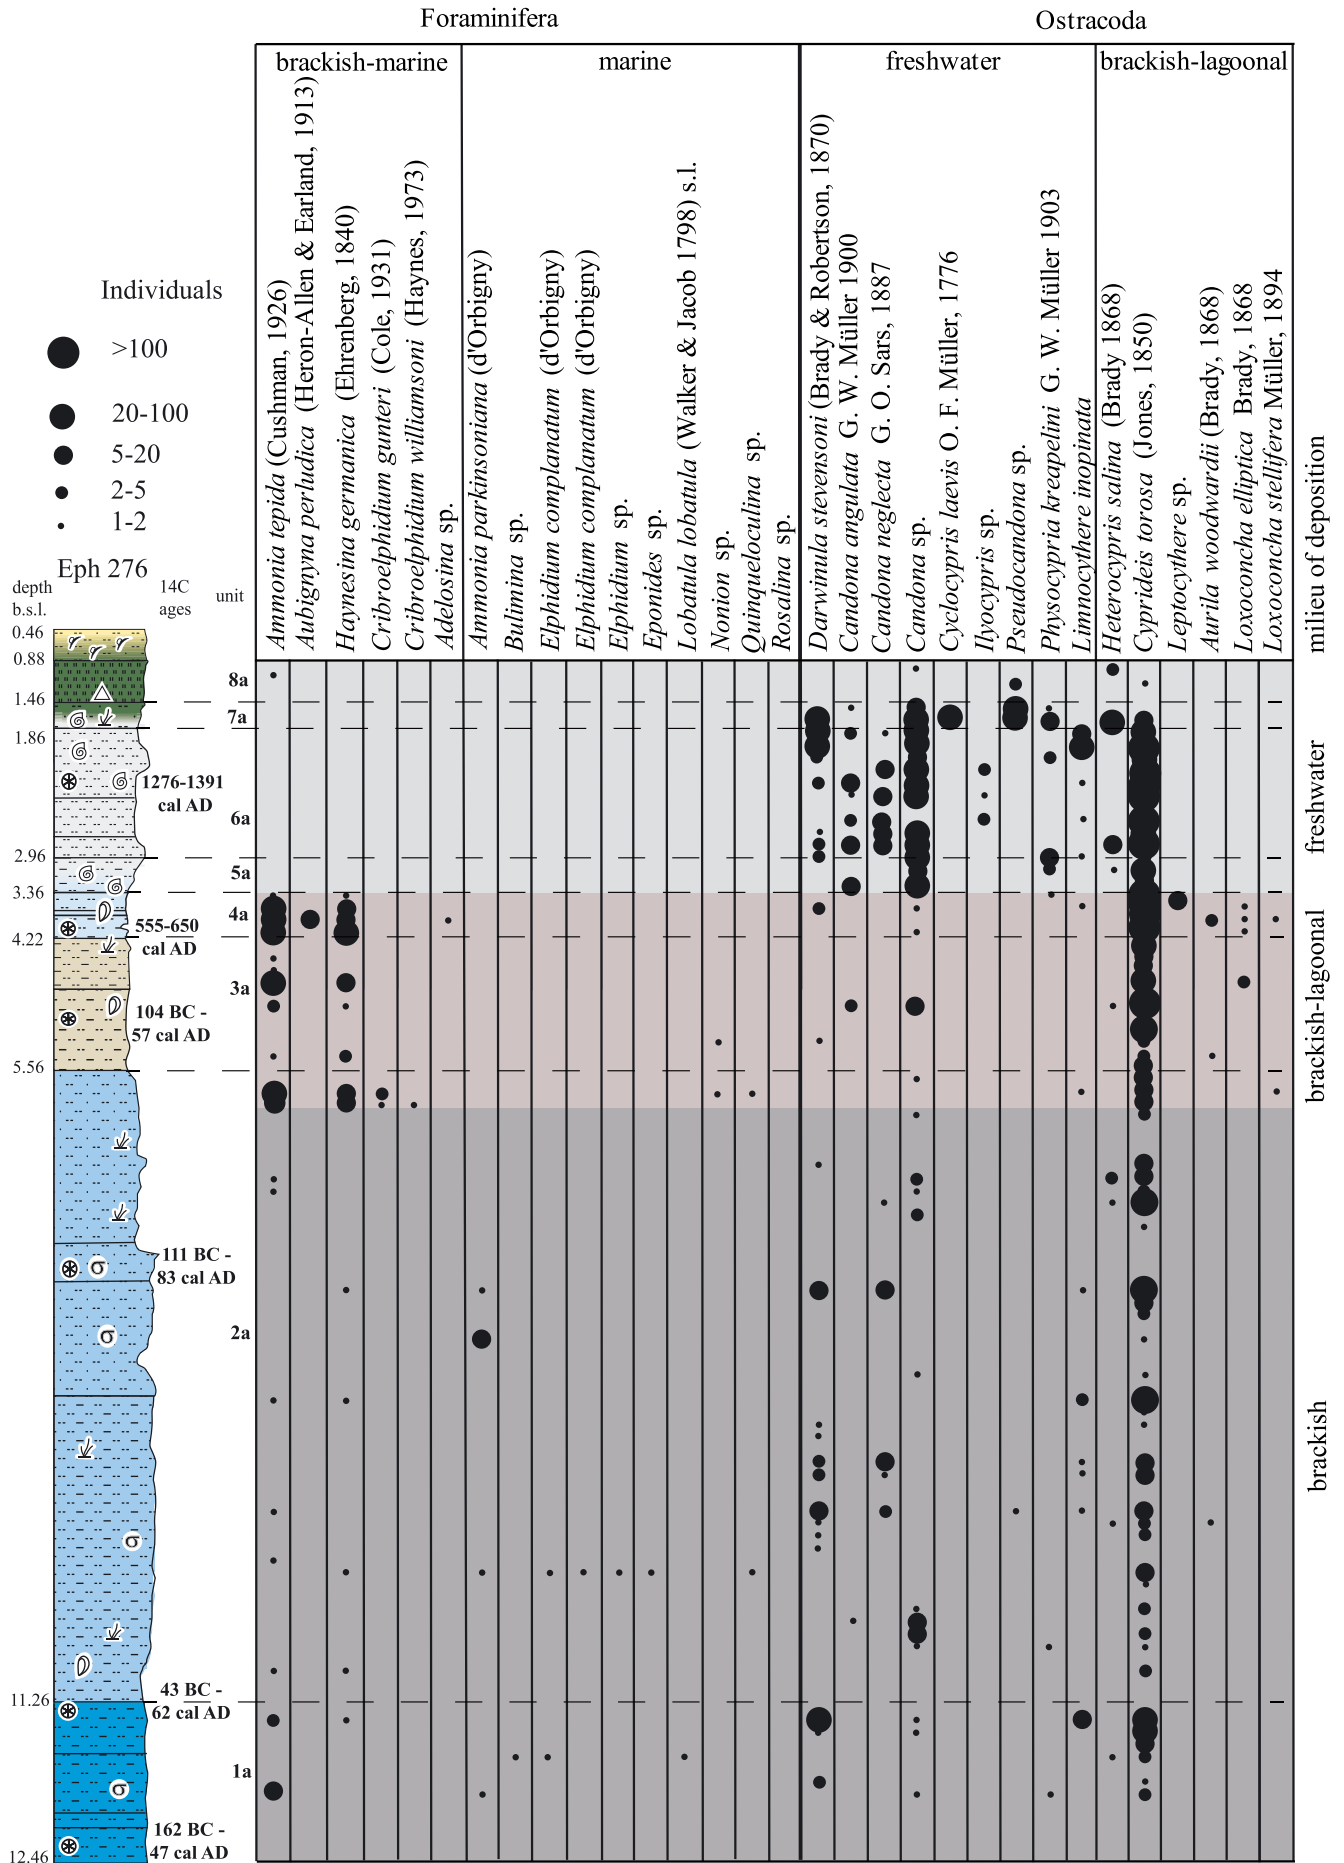 Foraminifera
Ostracoda
brackish-marine
marine
freshwater
brackish-lagoonal
Individuals
>100
20-100
5-20
2-5
1-2
Eph 276
depth
b.s.l.
14C
ages
unit
Ammonia tepida (Cushman, 1926)
Aubignyna perludica (Heron-Allen & Earland, 1913)
Haynesina germanica (Ehrenberg, 1840)
Cribroelphidium gunteri (Cole, 1931)
Cribroelphidium williamsoni (Haynes, 1973)
Adelosina sp.
Ammonia parkinsoniana (d'Orbigny)
Bulimina sp.
Elphidium complanatum (d'Orbigny)
Elphidium complanatum (d'Orbigny)
Elphidium sp.
Eponides sp.
Lobatula lobatula (Walker & Jacob 1798) s.l.
Nonion sp.
Quinqueloculina sp.
Rosalina sp.
Darwinula stevensoni (Brady & Robertson, 1870)
Candona angulata G. W. Müller 1900
Candona neglecta G. O. Sars, 1887
Candona sp.
Cyclocypris laevis O. F. Müller, 1776
Ilyocypris sp.
Pseudocandona sp.
Physocypria kreapelini G. W. Müller 1903
Limnocythere inopinata
Heterocypris salina (Brady 1868)
Cyprideis torosa (Jones, 1850)
Leptocythere sp.
Aurila woodwardii (Brady, 1868)
Loxoconcha elliptica Brady, 1868
Loxoconcha stellifera Müller, 1894
milieu of deposition
0.46
0.88
1.46
1.86
2.96
3.36
4.22
5.56
11.26
12.46
1276-1391
cal AD
555-650
cal AD
104 BC -
57 cal AD
111 BC -
83 cal AD
43 BC -
62 cal AD
162 BC -
47 cal AD
8a
7a
6a
5a
4a
3a
2a
1a
freshwater
brackish-lagoonal
brackish
σ
σ
σ
σ